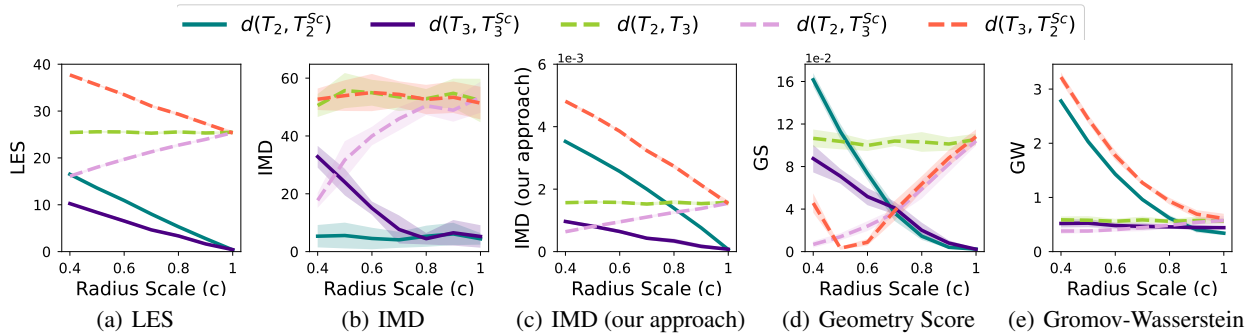 d(T₂, T₂^Sc) d(T₃, T₃^Sc) d(T₂, T₃) d(T₂, T₃^Sc) d(T₃, T₂^Sc)
40
30
20
10
0
LES
0.4 0.6 0.8 1
Radius Scale (c)
(a) LES
60
40
20
0
IMD
0.4 0.6 0.8 1
Radius Scale (c)
(b) IMD
1e-3
6
4
2
0
IMD (our approach)
0.4 0.6 0.8 1
Radius Scale (c)
(c) IMD (our approach)
1e-2
16
12
8
4
0
GS
0.4 0.6 0.8 1
Radius Scale (c)
(d) Geometry Score
3
2
1
0
GW
0.4 0.6 0.8 1
Radius Scale (c)
(e) Gromov-Wasserstein